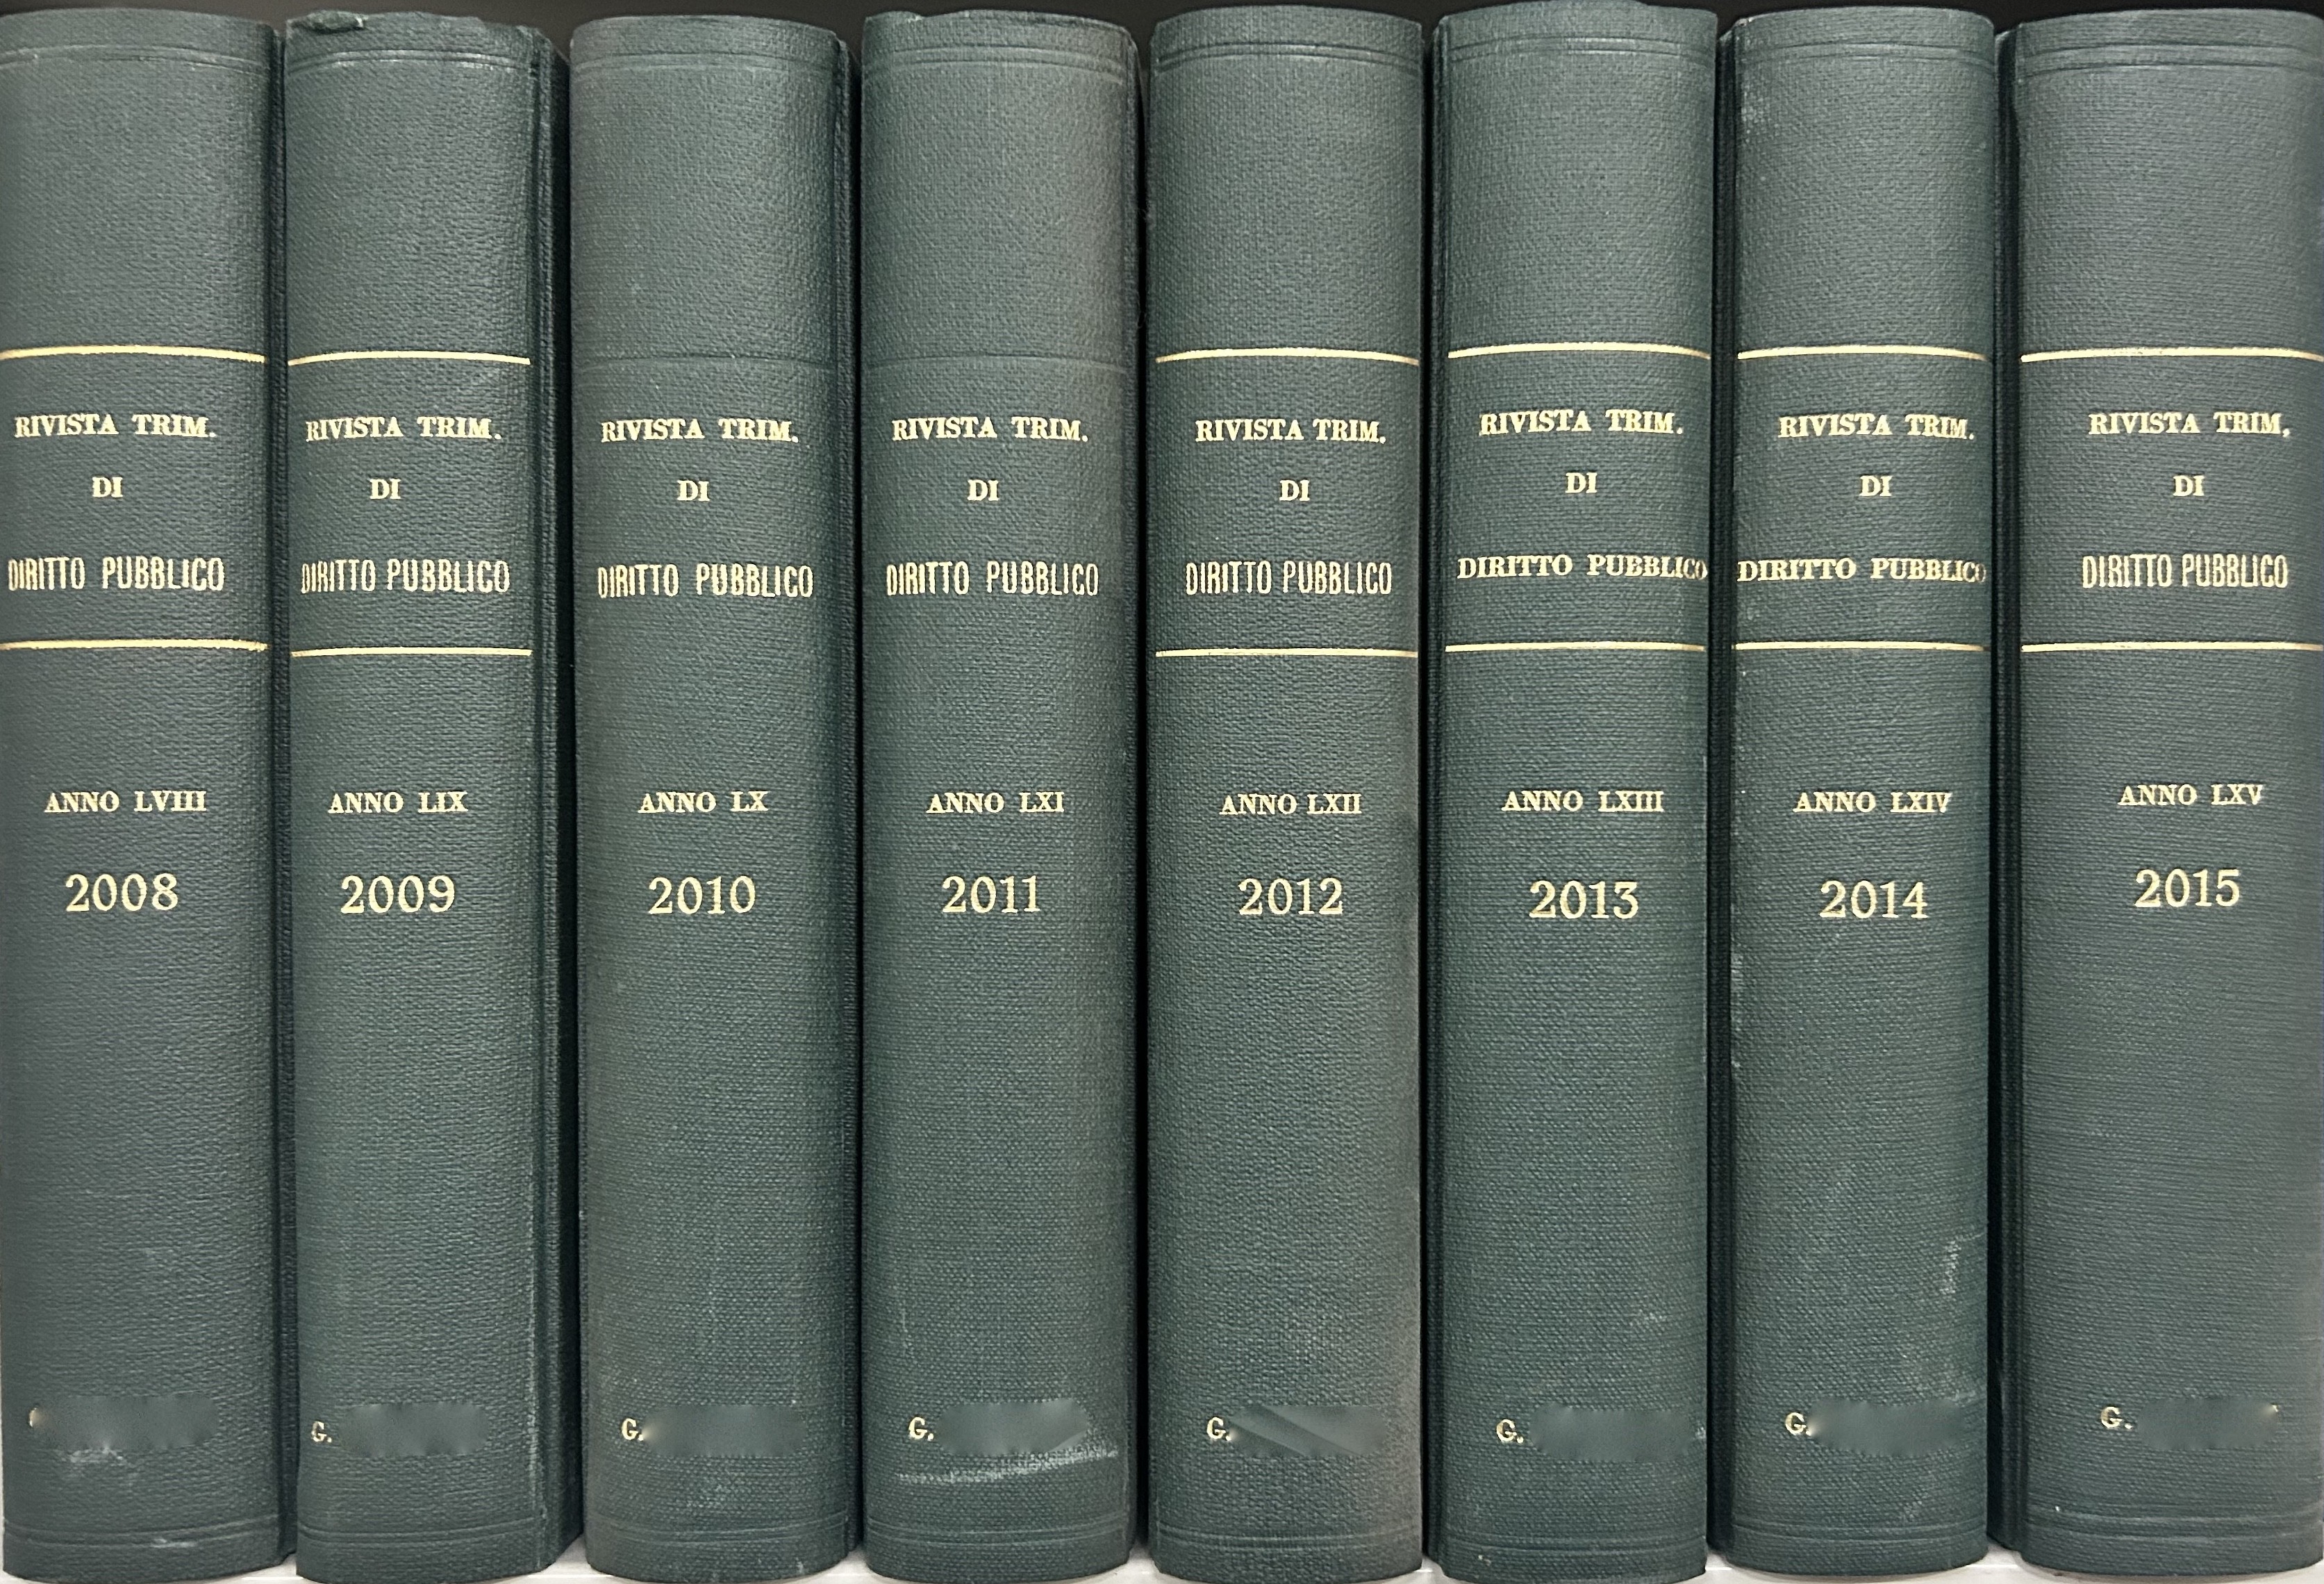 RIVISTA TRIM.
DI
DIRITTO PUBBLICO
ANNO LVIII
2008
RIVISTA TRIM.
DI
DIRITTO PUBBLICO
ANNO LIX
2009
G.
RIVISTA TRIM.
DI
DIRITTO PUBBLICO
ANNO LX
2010
G.
RIVISTA TRIM.
DI
DIRITTO PUBBLICO
ANNO LXI
2011
G.
RIVISTA TRIM.
DI
DIRITTO PUBBLICO
ANNO LXII
2012
G.
RIVISTA TRIM.
DI
DIRITTO PUBBLICO
ANNO LXIII
2013
G.
RIVISTA TRIM.
DI
DIRITTO PUBBLICO
ANNO LXIV
2014
G.
RIVISTA TRIM.
DI
DIRITTO PUBBLICO
ANNO LXV
2015
G.